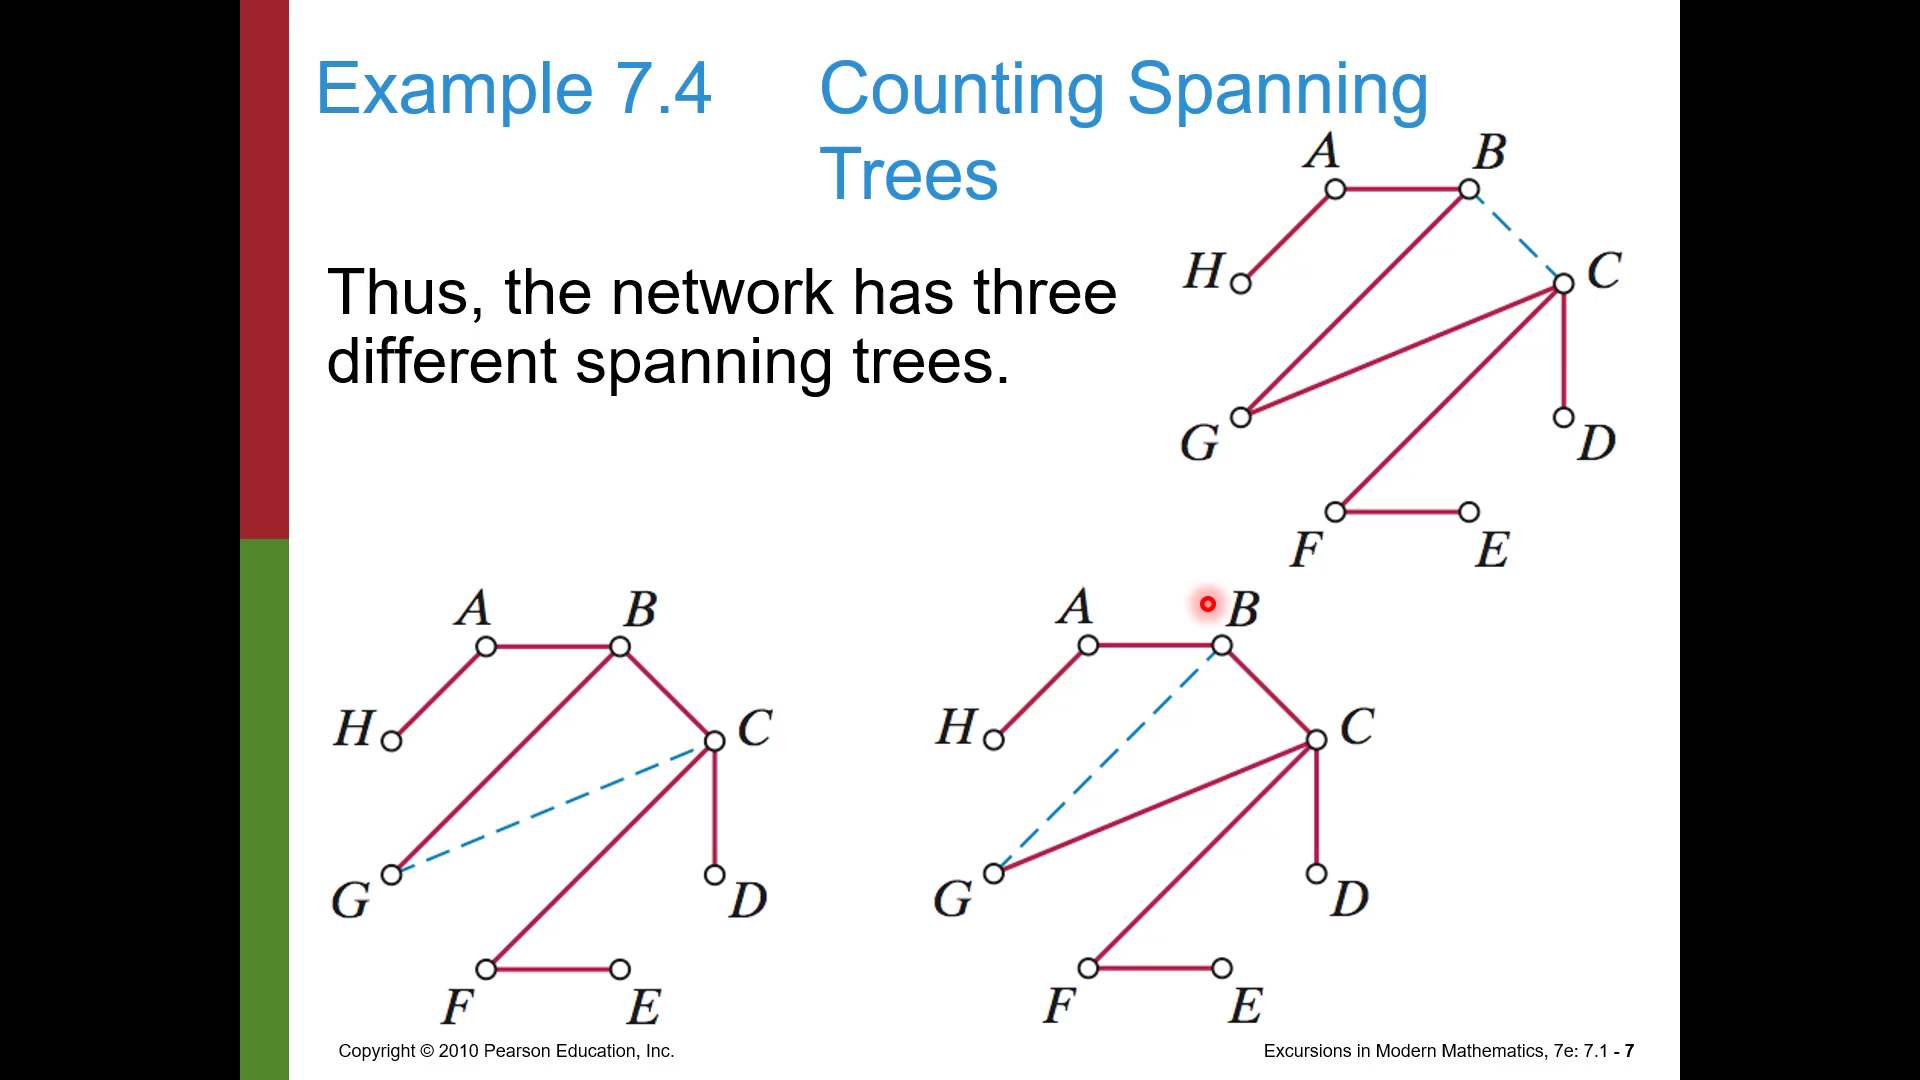 Example 7.4 Counting Spanning
Trees
Thus, the network has three
different spanning trees.
A B
H C
G D
F E
A B
H C
G D
F E
A B
H C
G D
F E
Copyright © 2010 Pearson Education, Inc. Excursions in Modern Mathematics, 7e: 7.1 - 7